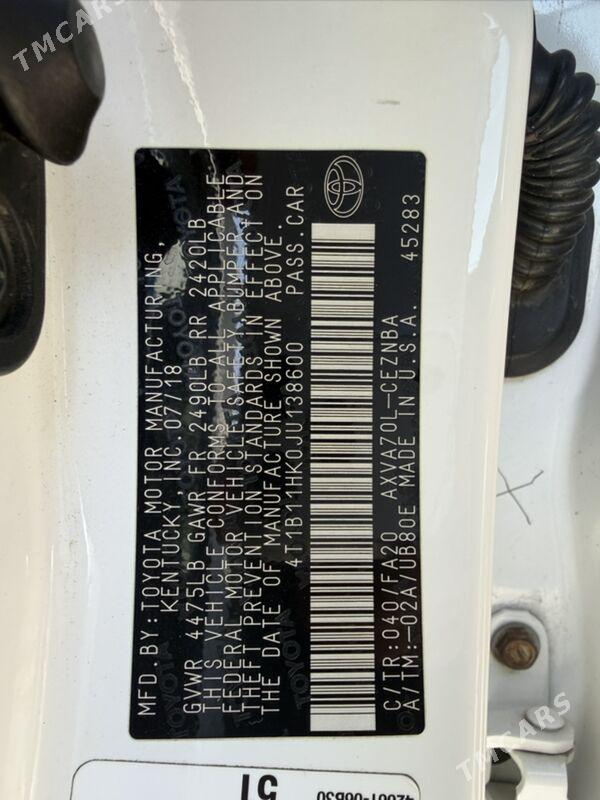 TMCARS
MFD.BY:TOYOTA MOTOR MANUFACTURING,
KENTUCKY,INC.07/18
GVWR 4475LB GAWR FR 2490LB RR 2420LB
THIS VEHICLE CONFORMS TO ALL APPLICABLE
FEDERAL MOTOR VEHICLE SAFETY,BUMPER,AND
THEFT PREVENTION STANDARDS IN EFFECT ON
THE DATE OF MANUFACTURE SHOWN ABOVE.
4T1B11HK0JU138600 PASS.CAR
C/TR:040/FA20 AXVA70L-CEZNBA
A/TM:-02A/UB80E MADE IN U.S.A. 45283
51
TMCARS